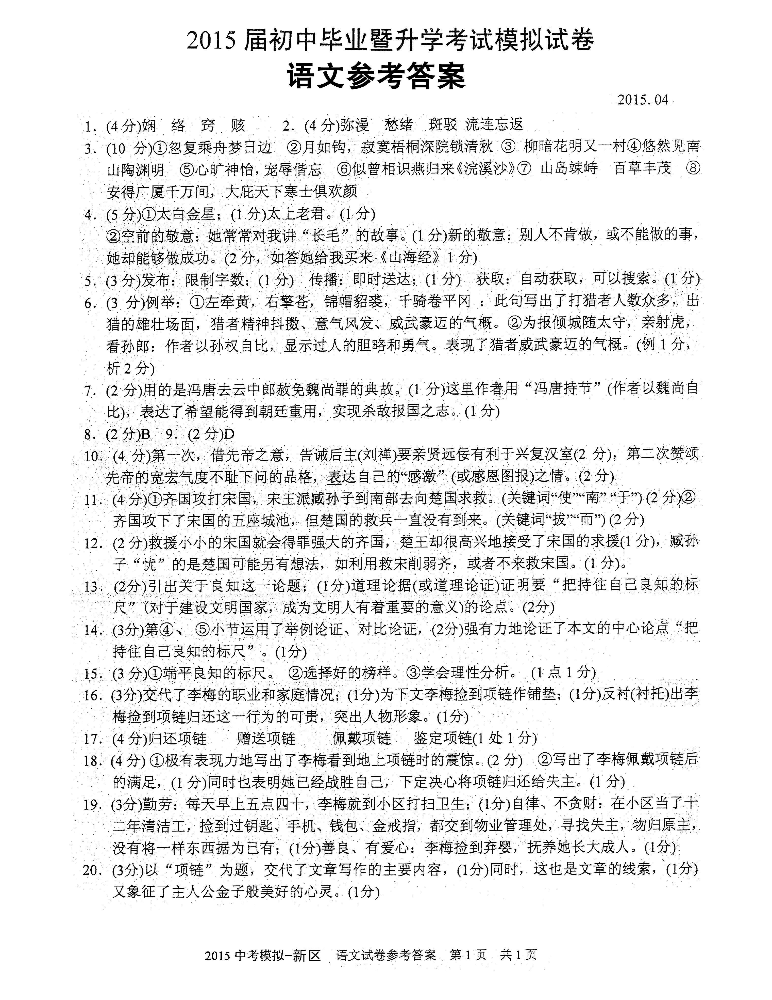 2015 届初中毕业暨升学考试模拟试卷
语文参考答案
2015.04
1. (4 分)娴 络 窍 赅 2. (4 分)弥漫 愁绪 斑驳 流连忘返
3. (10 分)①忽复乘舟梦日边 ②月如钩，寂寞梧桐深院锁清秋 ③ 柳暗花明又一村④悠然见南
山陶渊明 ⑤心旷神怡，宠辱偕忘 ⑥似曾相识燕归来《浣溪沙》⑦ 山岛竦峙 百草丰茂 ⑧
安得广厦千万间，大庇天下寒士俱欢颜
4. (5 分)①太白金星；(1 分)太上老君。(1 分)
②空前的敬意：她常常对我讲“长毛”的故事。(1 分)新的敬意：别人不肯做，或不能做的事，
她却能够做成功。(2 分，如答她给我买来《山海经》1 分)
5. (3 分)发布：限制字数；(1 分) 传播：即时送达；(1 分) 获取：自动获取，可以搜索。(1 分)
6. (3 分)例举：①左牵黄，右擎苍，锦帽貂裘，千骑卷平冈 ：此句写出了打猎者人数众多，出
猎的雄壮场面，猎者精神抖擞、意气风发、威武豪迈的气概。②为报倾城随太守，亲射虎，
看孙郎：作者以孙权自比，显示过人的胆略和勇气。表现了猎者威武豪迈的气概。(例 1 分，
析 2 分)
7. (2 分)用的是冯唐去云中郎赦免魏尚罪的典故。(1 分)这里作者用“冯唐持节”(作者以魏尚自
比)，表达了希望能得到朝廷重用，实现杀敌报国之志。(1 分)
8. (2 分)B 9. (2 分)D
10. (4 分)第一次，借先帝之意，告诫后主(刘禅)要亲贤远佞有利于兴复汉室(2 分)，第二次赞颂
先帝的宽宏气度不耻下问的品格，表达自己的“感激”(或感恩图报)之情。(2 分)
11. (4 分)①齐国攻打宋国，宋王派臧孙子到南部去向楚国求救。(关键词“使”“南” “于”) (2 分)②
齐国攻下了宋国的五座城池，但楚国的救兵一直没有到来。(关键词“拔”“而”) (2 分)
12. (2 分)救援小小的宋国就会得罪强大的齐国，楚王却很高兴地接受了宋国的求援(1 分)，臧孙
子“忧”的是楚国可能另有想法，如利用救宋削弱齐，或者不来救宋国。(1 分)。
13. (2分)引出关于良知这一论题；(1分)道理论据(或道理论证)证明要“把持住自己良知的标
尺”(对于建设文明国家，成为文明人有着重要的意义)的论点。(2分)
14. (3分)第④、 ⑤小节运用了举例论证、对比论证，(2分)强有力地论证了本文的中心论点“把
持住自己良知的标尺”。(1分)
15. (3 分)①端平良知的标尺。 ②选择好的榜样。③学会理性分析。 (1 点 1 分)
16. (3分)交代了李梅的职业和家庭情况；(1分)为下文李梅捡到项链作铺垫；(1分)反衬(衬托)出李
梅捡到项链归还这一行为的可贵，突出人物形象。(1分)
17. (4 分)归还项链 赠送项链 佩戴项链 鉴定项链(1 处 1 分)
18. (4 分) ①极有表现力地写出了李梅看到地上项链时的震惊。(2 分) ②写出了李梅佩戴项链后
的满足，(1 分)同时也表明她已经战胜自己，下定决心将项链归还给失主。(1 分)
19. (3分)勤劳：每天早上五点四十，李梅就到小区打扫卫生；(1分)自律、不贪财：在小区当了十
二年清洁工，捡到过钥匙、手机、钱包、金戒指，都交到物业管理处，寻找失主，物归原主，
没有将一样东西据为已有；(1分)善良、有爱心：李梅捡到弃婴，抚养她长大成人。(1分)
20. (3分)以“项链”为题，交代了文章写作的主要内容，(1分)同时，这也是文章的线索，(1分)
又象征了主人公金子般美好的心灵。(1分)
2015 中考模拟-新区 语文试卷参考答案 第 1 页 共 1 页